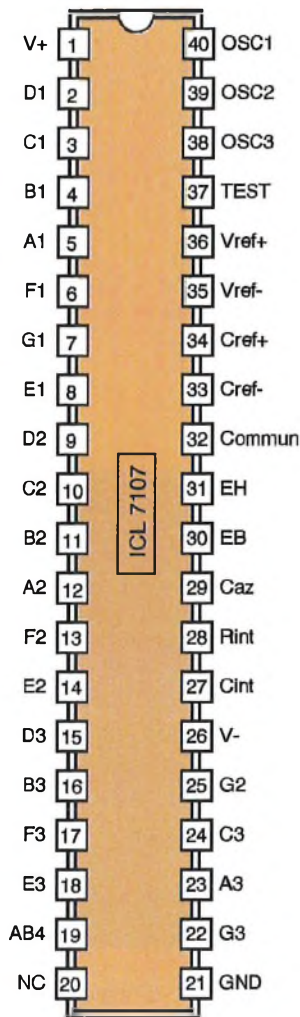 V+ 1 40 OSC1
D1 2 39 OSC2
C1 3 38 OSC3
B1 4 37 TEST
A1 5 36 Vref+
F1 6 35 Vref-
G1 7 34 Cref+
E1 8 33 Cref-
D2 9 32 Commun
C2 10 31 EH
B2 11 30 EB
A2 12 29 Caz
F2 13 28 Rint
E2 14 27 Cint
D3 15 26 V-
B3 16 25 G2
F3 17 24 C3
E3 18 23 A3
AB4 19 22 G3
NC 20 21 GND
ICL 7107